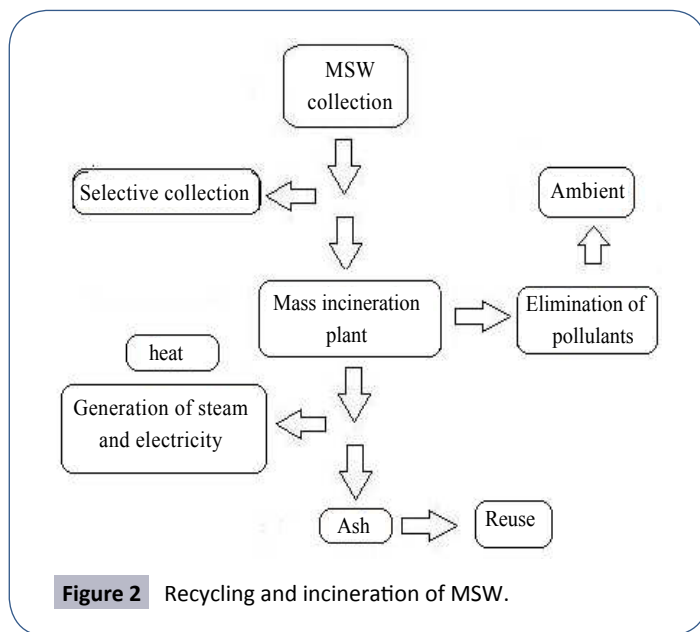 MSW
collection
Selective collection
Ambient
Mass incineration
plant
Elimination of
pollulants
heat
Generation of steam
and electricity
Ash
Reuse
Figure 2 Recycling and incineration of MSW.